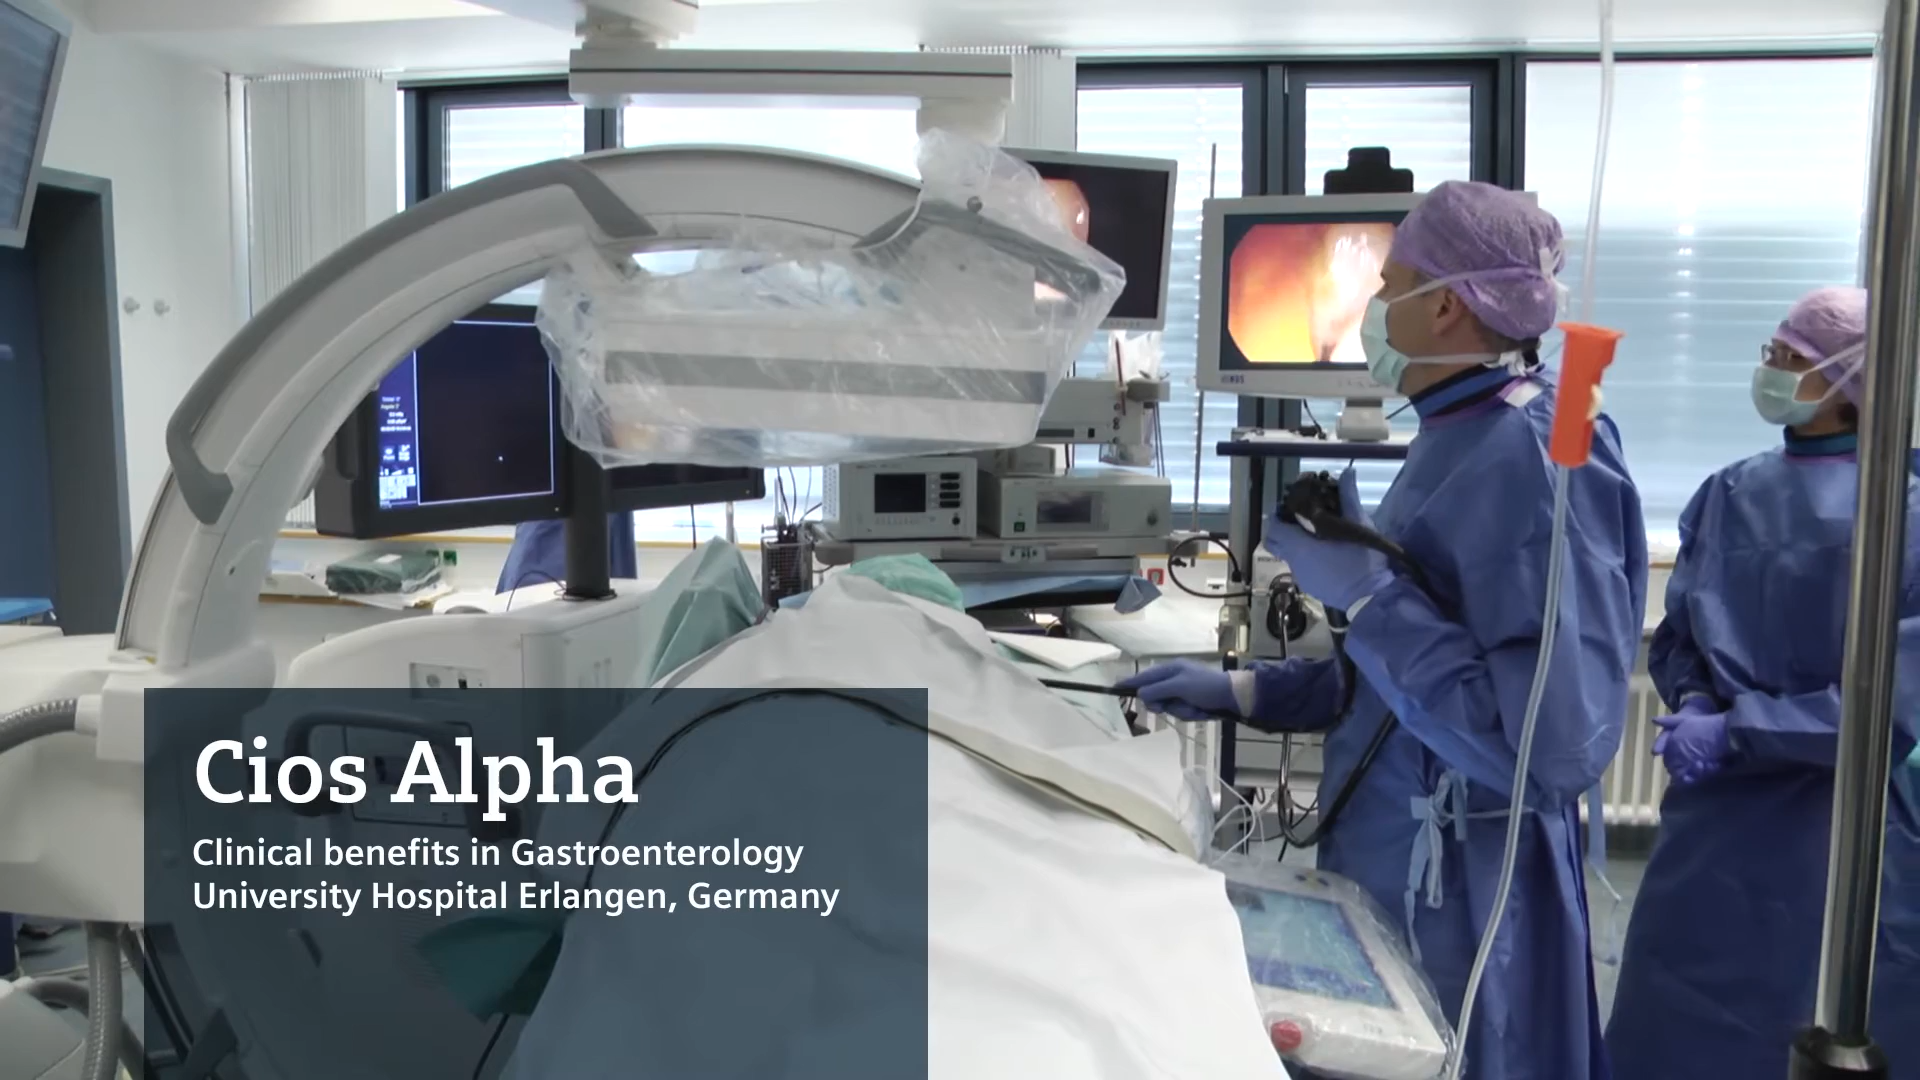 Cios Alpha
Clinical benefits in Gastroenterology
University Hospital Erlangen, Germany